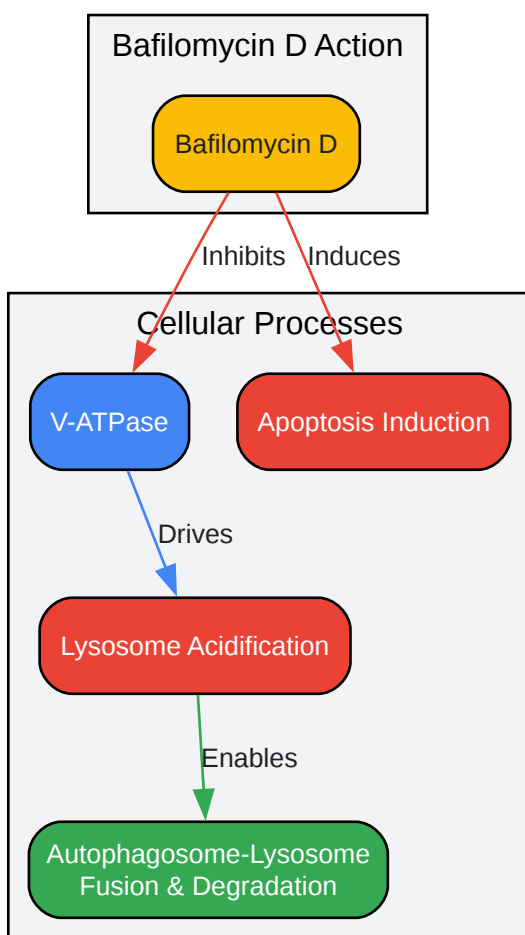 Bafilomycin D Action
Bafilomycin D
Inhibits
Induces
Cellular Processes
V-ATPase
Apoptosis Induction
Drives
Lysosome Acidification
Enables
Autophagosome-Lysosome
Fusion & Degradation